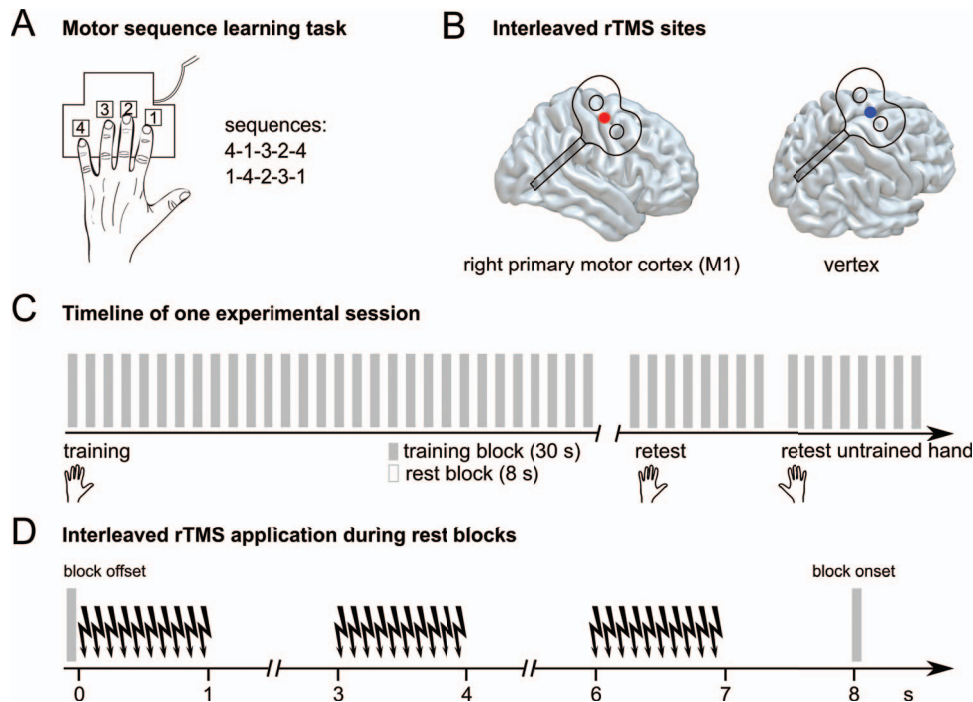 A Motor sequence learning task
3 2 1
4
sequences:
4-1-3-2-4
1-4-2-3-1
B Interleaved rTMS sites
right primary motor cortex (M1)
vertex
C Timeline of one experimental session
training
training block (30 s)
rest block (8 s)
retest
retest untrained hand
D Interleaved rTMS application during rest blocks
block offset
block onset
0 1 3 4 6 7 8 s